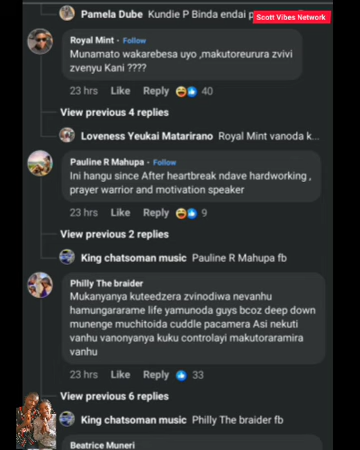 Pamela Dube Kundie P Binda endai p
Scott Vibes Network
Royal Mint · Follow
Munamato wakarebesa uyo ,makutoreurura zvivi
zvenyu Kani ????
23 hrs Like Reply 40
View previous 4 replies
Loveness Yeukai Matarirano Royal Mint vanoda k...
Pauline R Mahupa · Follow
Ini hangu since After heartbreak ndave hardworking ,
prayer warrior and motivation speaker
23 hrs Like Reply 9
View previous 2 replies
King chatsoman music Pauline R Mahupa fb
Philly The braider
Mukanyanya kuteedzera zvinodiwa nevanhu
hamungararame life yamunoda guys bcoz deep down
munenge muchitoida cuddle pacamera Asi nekuti
vanhu vanonyanya kuku controlayi makutoraramira
vanhu
23 hrs Like Reply 33
View previous 6 replies
King chatsoman music Philly The braider fb
Beatrice Muneri